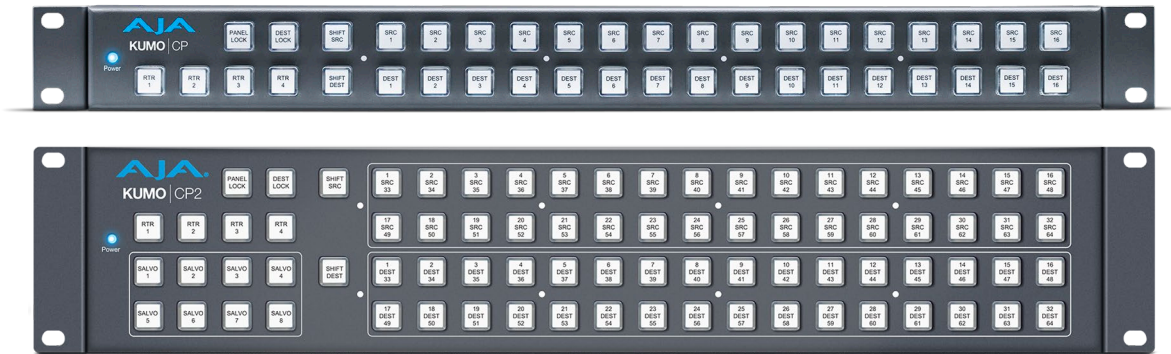 AJA
KUMO CP
Power
PANEL LOCK DEST LOCK SHIFT SRC SRC 1 SRC 2 SRC 3 SRC 4 SRC 5 SRC 6 SRC 7 SRC 8 SRC 9 SRC 10 SRC 11 SRC 12 SRC 13 SRC 14 SRC 15 SRC 16
RTR 1 RTR 2 RTR 3 RTR 4 SHIFT DEST DEST 1 DEST 2 DEST 3 DEST 4 DEST 5 DEST 6 DEST 7 DEST 8 DEST 9 DEST 10 DEST 11 DEST 12 DEST 13 DEST 14 DEST 15 DEST 16
AJA.
KUMO CP2
PANEL LOCK DEST LOCK SHIFT SRC 1 SRC 33 2 SRC 34 3 SRC 35 4 SRC 36 5 SRC 37 6 SRC 38 7 SRC 39 8 SRC 40 9 SRC 41 10 SRC 42 11 SRC 43 12 SRC 44 13 SRC 45 14 SRC 46 15 SRC 47 16 SRC 48
RTR 1 RTR 2 RTR 3 RTR 4 17 SRC 49 18 SRC 50 19 SRC 51 20 SRC 52 21 SRC 53 22 SRC 54 23 SRC 55 24 SRC 56 25 SRC 57 26 SRC 58 27 SRC 59 28 SRC 60 29 SRC 61 30 SRC 62 31 SRC 63 32 SRC 64
Power
SALVO 1 SALVO 2 SALVO 3 SALVO 4 SHIFT DEST 1 DEST 33 2 DEST 34 3 DEST 35 4 DEST 36 5 DEST 37 6 DEST 38 7 DEST 39 8 DEST 40 9 DEST 41 10 DEST 42 11 DEST 43 12 DEST 44 13 DEST 45 14 DEST 46 15 DEST 47 16 DEST 48
SALVO 5 SALVO 6 SALVO 7 SALVO 8 17 DEST 49 18 DEST 50 19 DEST 51 20 DEST 52 21 DEST 53 22 DEST 54 23 DEST 55 24 DEST 56 25 DEST 57 26 DEST 58 27 DEST 59 28 DEST 60 29 DEST 61 30 DEST 62 31 DEST 63 32 DEST 64